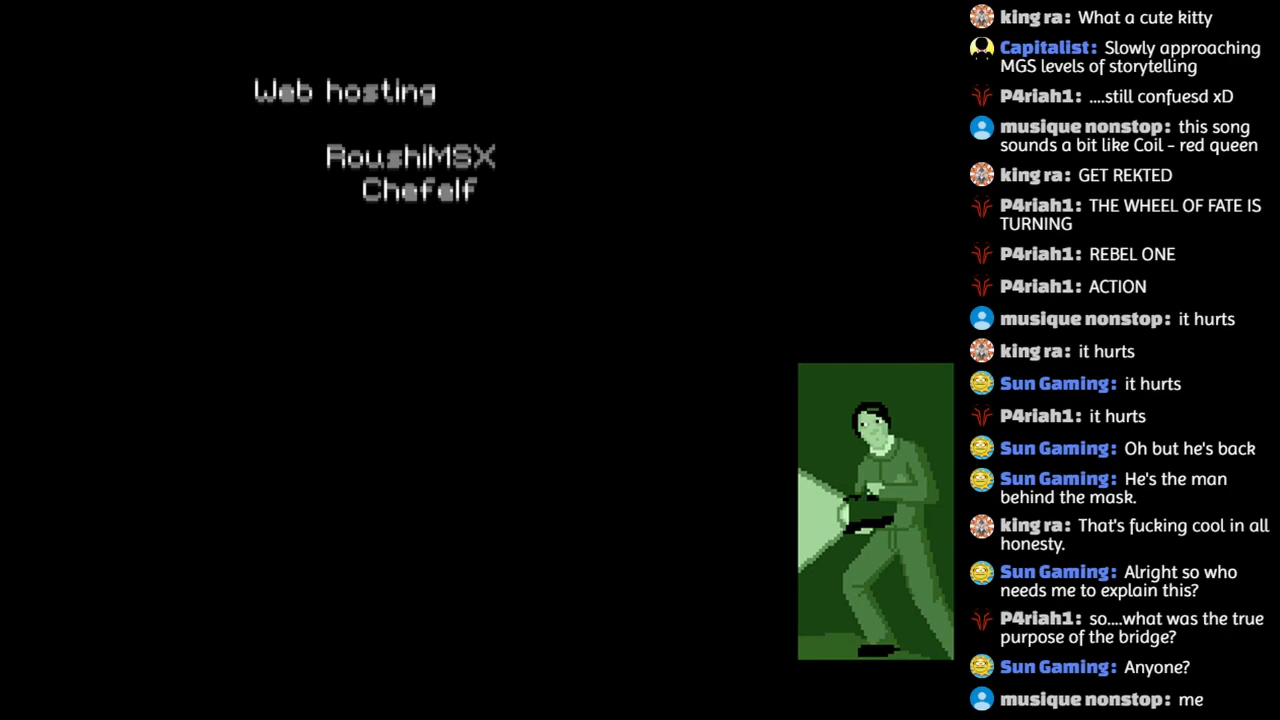 Web hosting
RoushiMSX
Chefelf
king ra: What a cute kitty
Capitalist: Slowly approaching
MGS levels of storytelling
P4riah1: ....still confuesd xD
musique nonstop: this song
sounds a bit like Coil - red queen
king ra: GET REKTED
P4riah1: THE WHEEL OF FATE IS
TURNING
P4riah1: REBEL ONE
P4riah1: ACTION
musique nonstop: it hurts
king ra: it hurts
Sun Gaming: it hurts
P4riah1: it hurts
Sun Gaming: Oh but he's back
Sun Gaming: He's the man
behind the mask.
king ra: That's fucking cool in all
honesty.
Sun Gaming: Alright so who
needs me to explain this?
P4riah1: so....what was the true
purpose of the bridge?
Sun Gaming: Anyone?
musique nonstop: me